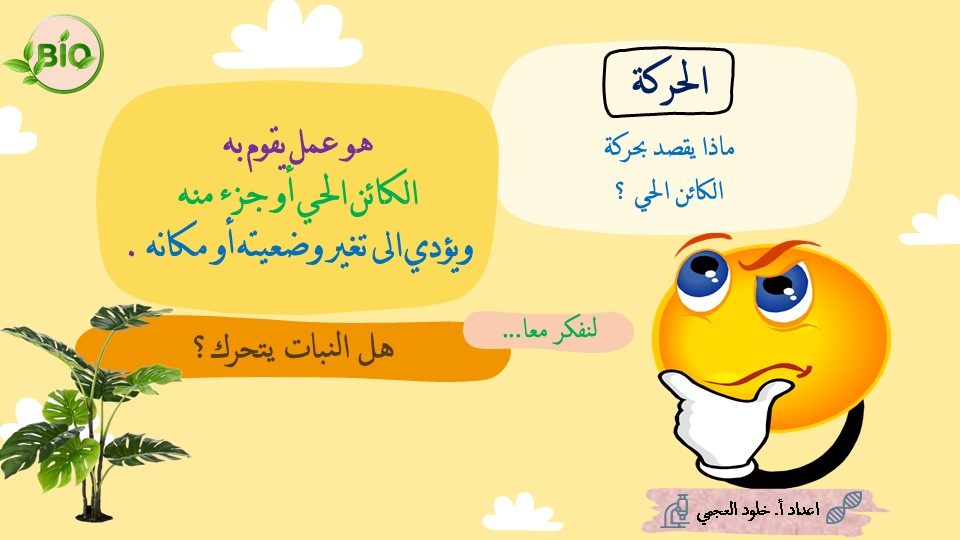 BIO
الحركة
ماذا يقصد بحركة
الكائن الحي ؟
هو عمل يقوم به
الكائن الحي أو جزء منه
ويؤدي الى تغير وضعيته أو مكانه .
لنفكر معا...
هل النبات يتحرك ؟
اعداد أ. خلود العجمي